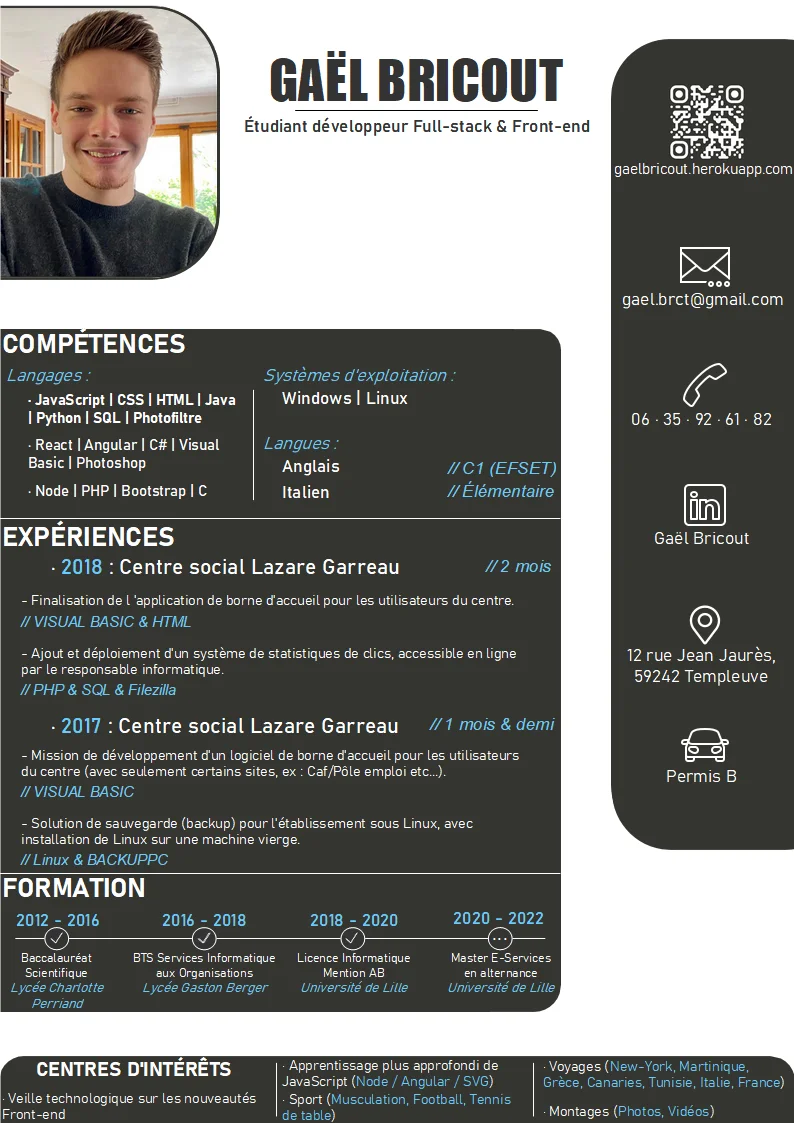 GAËL BRICOUT
Étudiant développeur Full-stack & Front-end
gaelbricout.herokuapp.com
gael.brct@gmail.com
06 · 35 · 92 · 61 · 82
in
Gaël Bricout
12 rue Jean Jaurès,
59242 Templeuve
Permis B
COMPÉTENCES
Langages :
· JavaScript | CSS | HTML | Java
| Python | SQL | Photofiltre
· React | Angular | C# | Visual
Basic | Photoshop
· Node | PHP | Bootstrap | C
Systèmes d'exploitation :
Windows | Linux
Langues :
Anglais // C1 (EFSET)
Italien // Élémentaire
EXPÉRIENCES
· 2018 : Centre social Lazare Garreau // 2 mois
- Finalisation de l 'application de borne d'accueil pour les utilisateurs du centre.
// VISUAL BASIC & HTML
- Ajout et déploiement d'un système de statistiques de clics, accessible en ligne
par le responsable informatique.
// PHP & SQL & Filezilla
· 2017 : Centre social Lazare Garreau // 1 mois & demi
- Mission de développement d'un logiciel de borne d'accueil pour les utilisateurs
du centre (avec seulement certains sites, ex : Caf/Pôle emploi etc...).
// VISUAL BASIC
- Solution de sauvegarde (backup) pour l'établissement sous Linux, avec
installation de Linux sur une machine vierge.
// Linux & BACKUPPC
FORMATION
2012 - 2016
Baccalauréat
Scientifique
Lycée Charlotte
Perriand
2016 - 2018
BTS Services Informatique
aux Organisations
Lycée Gaston Berger
2018 - 2020
Licence Informatique
Mention AB
Université de Lille
2020 - 2022
Master E-Services
en alternance
Université de Lille
CENTRES D'INTÉRÊTS
· Veille technologique sur les nouveautés
Front-end
· Apprentissage plus approfondi de
JavaScript (Node / Angular / SVG)
· Sport (Musculation, Football, Tennis
de table)
· Voyages (New-York, Martinique,
Grèce, Canaries, Tunisie, Italie, France)
· Montages (Photos, Vidéos)